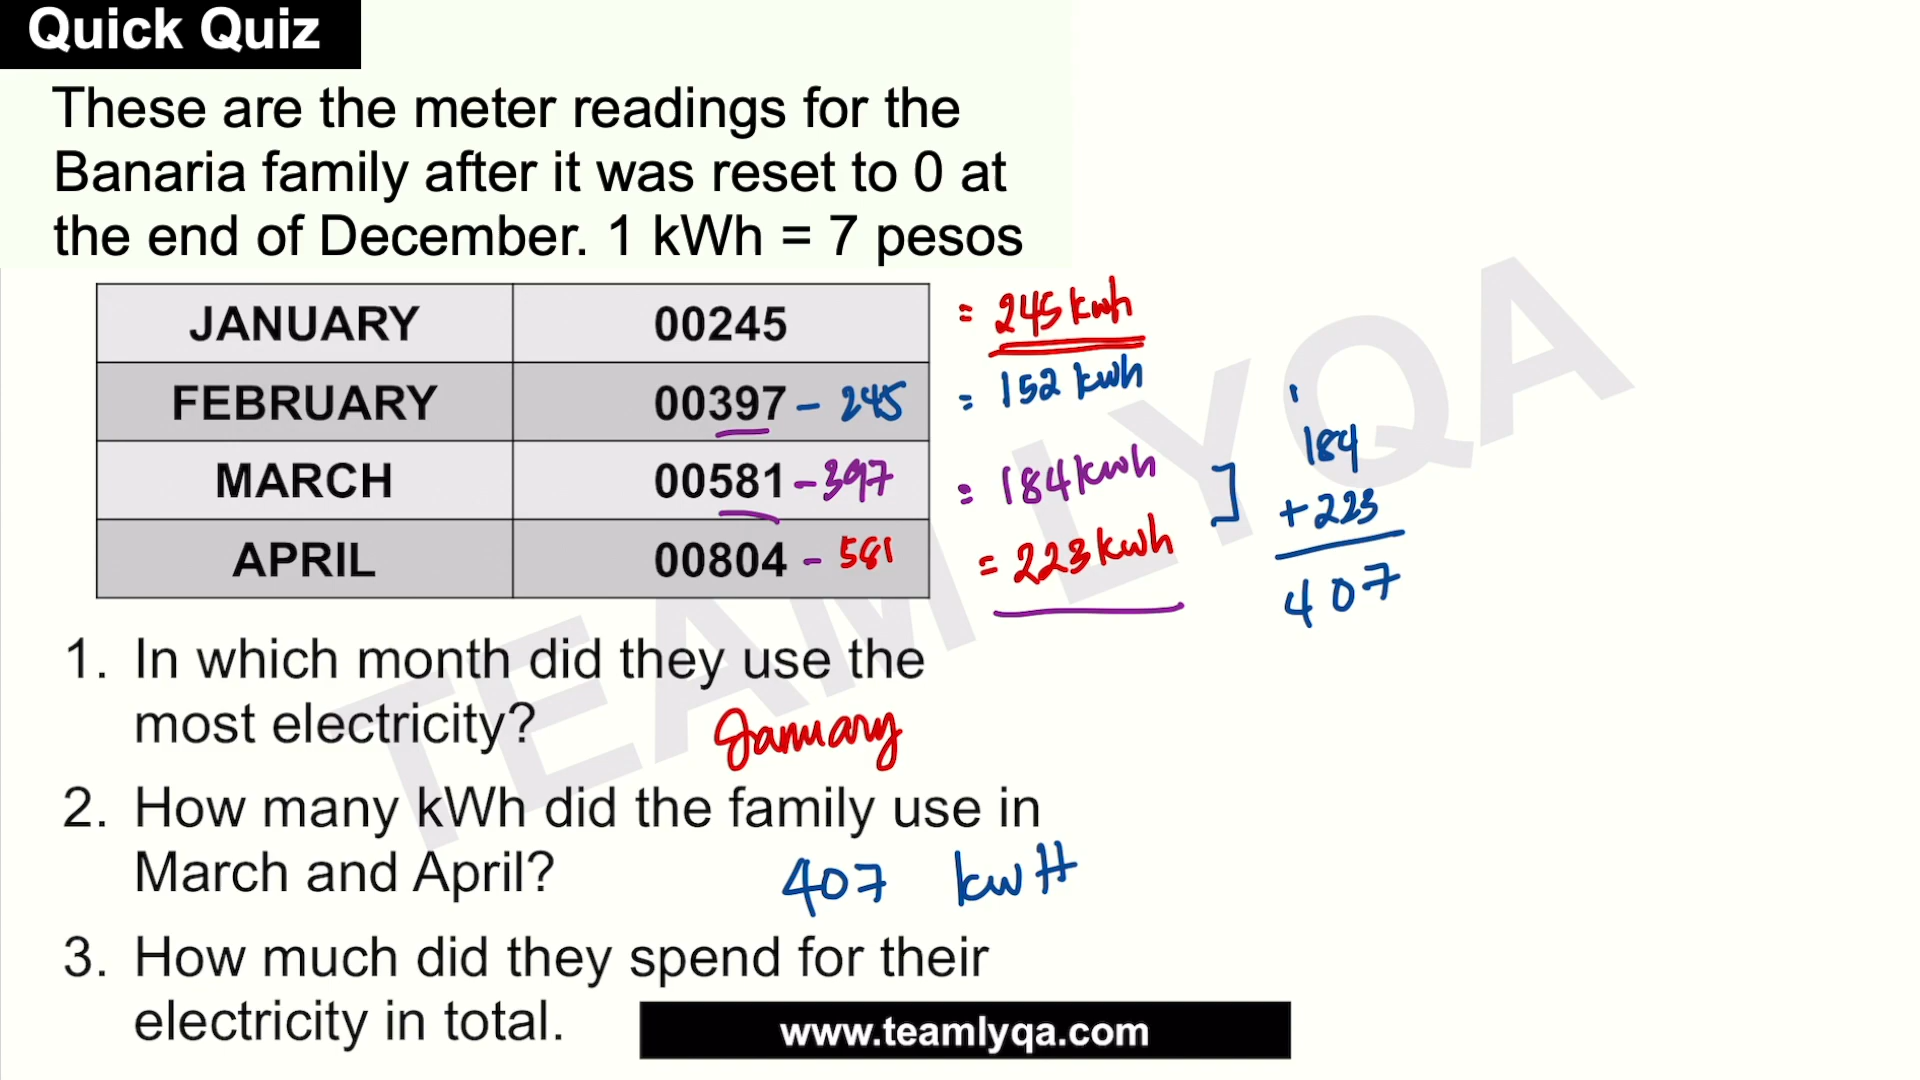 Quick Quiz
These are the meter readings for the
Banaria family after it was reset to 0 at
the end of December. 1 kWh = 7 pesos
JANUARY 00245 = 245 kwh
FEBRUARY 00397 - 245 = 152 kwh
MARCH 00581 - 397 = 184 kwh ]
APRIL 00804 - 581 = 223 kwh
1
184
+ 223
407
1. In which month did they use the
most electricity? January
2. How many kWh did the family use in
March and April? 407 kwH
3. How much did they spend for their
electricity in total.
www.teamlyqa.com
TEAM LYQA